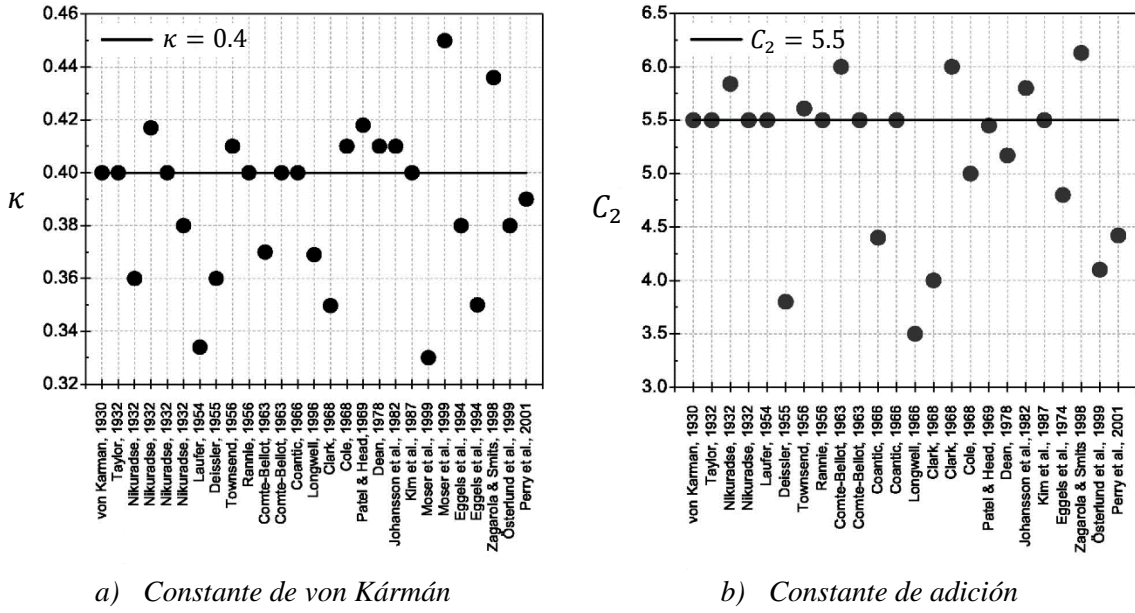 κ = 0.4
0.46
0.44
0.42
0.40
0.38
0.36
0.34
0.32
κ
von Karman, 1930
Taylor, 1932
Nikuradse, 1932
Nikuradse, 1932
Nikuradse, 1932
Nikuradse, 1932
Laufer, 1954
Deissler, 1955
Townsend, 1956
Rannie, 1956
Comte-Bellot, 1963
Comte-Bellot, 1963
Coantic, 1966
Longwell, 1996
Clark, 1968
Cole, 1968
Patel & Head, 1969
Dean, 1978
Johansson et al., 1982
Kim et al., 1987
Moser et al., 1999
Moser et al., 1999
Eggels et al., 1994
Eggels et al., 1994
Zagarola & Smits, 1998
Österlund et al., 1999
Perry et al., 2001
a) Constante de von Kármán
C₂ = 5.5
6.5
6.0
5.5
5.0
4.5
4.0
3.5
3.0
C₂
von Karman, 1930
Taylor, 1932
Nikuradse, 1932
Nikuradse, 1932
Laufer, 1954
Deissler, 1955
Townsend, 1956
Rannie, 1956
Comte-Bellot, 1963
Comte-Bellot, 1963
Coantic, 1966
Coantic, 1966
Longwell, 1966
Clark, 1968
Clark, 1968
Cole, 1968
Patel & Head, 1969
Dean, 1978
Johansson et al., 1982
Kim et al., 1987
Eggels et al., 1974
Zagarola & Smits 1998
Österlund et al., 1999
Perry et al., 2001
b) Constante de adición